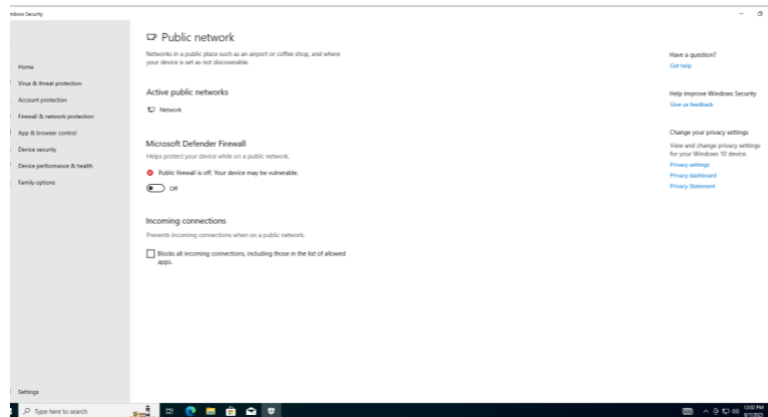 ndows Security
Public network
Networks in a public place such as an airport or coffee shop, and where
your device is set as not discoverable.
Active public networks
Network
Microsoft Defender Firewall
Helps protect your device while on a public network.
Public firewall is off. Your device may be vulnerable.
Off
Incoming connections
Prevents incoming connections when on a public network.
Blocks all incoming connections, including those in the list of allowed
apps.
Home
Virus & threat protection
Account protection
Firewall & network protection
App & browser control
Device security
Device performance & health
Family options
Settings
Have a question?
Get help
Help improve Windows Security
Give us feedback
Change your privacy settings
View and change privacy settings
for your Windows 10 device.
Privacy settings
Privacy dashboard
Privacy Statement
Type here to search
12:02 PM